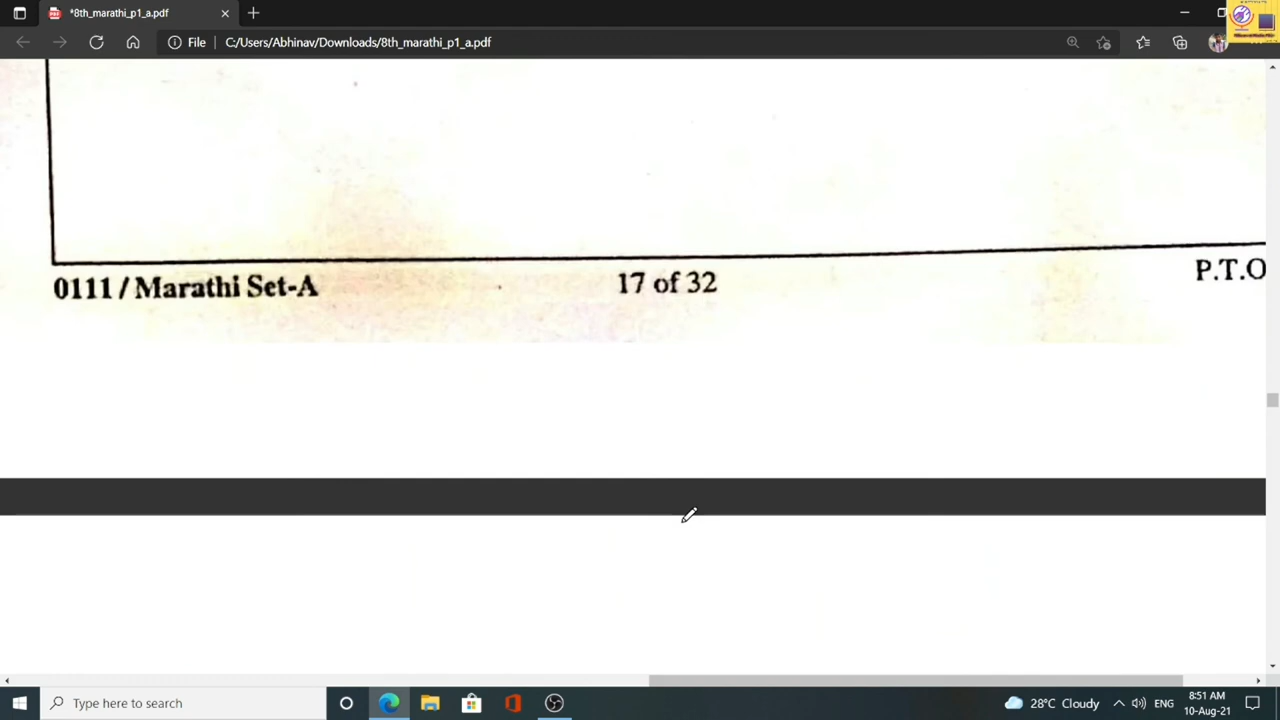 *8th_marathi_p1_a.pdf
File C:/Users/Abhinav/Downloads/8th_marathi_p1_a.pdf
0111 / Marathi Set-A 17 of 32 P.T.O
Type here to search
28°C Cloudy ENG 8:51 AM
10-Aug-21